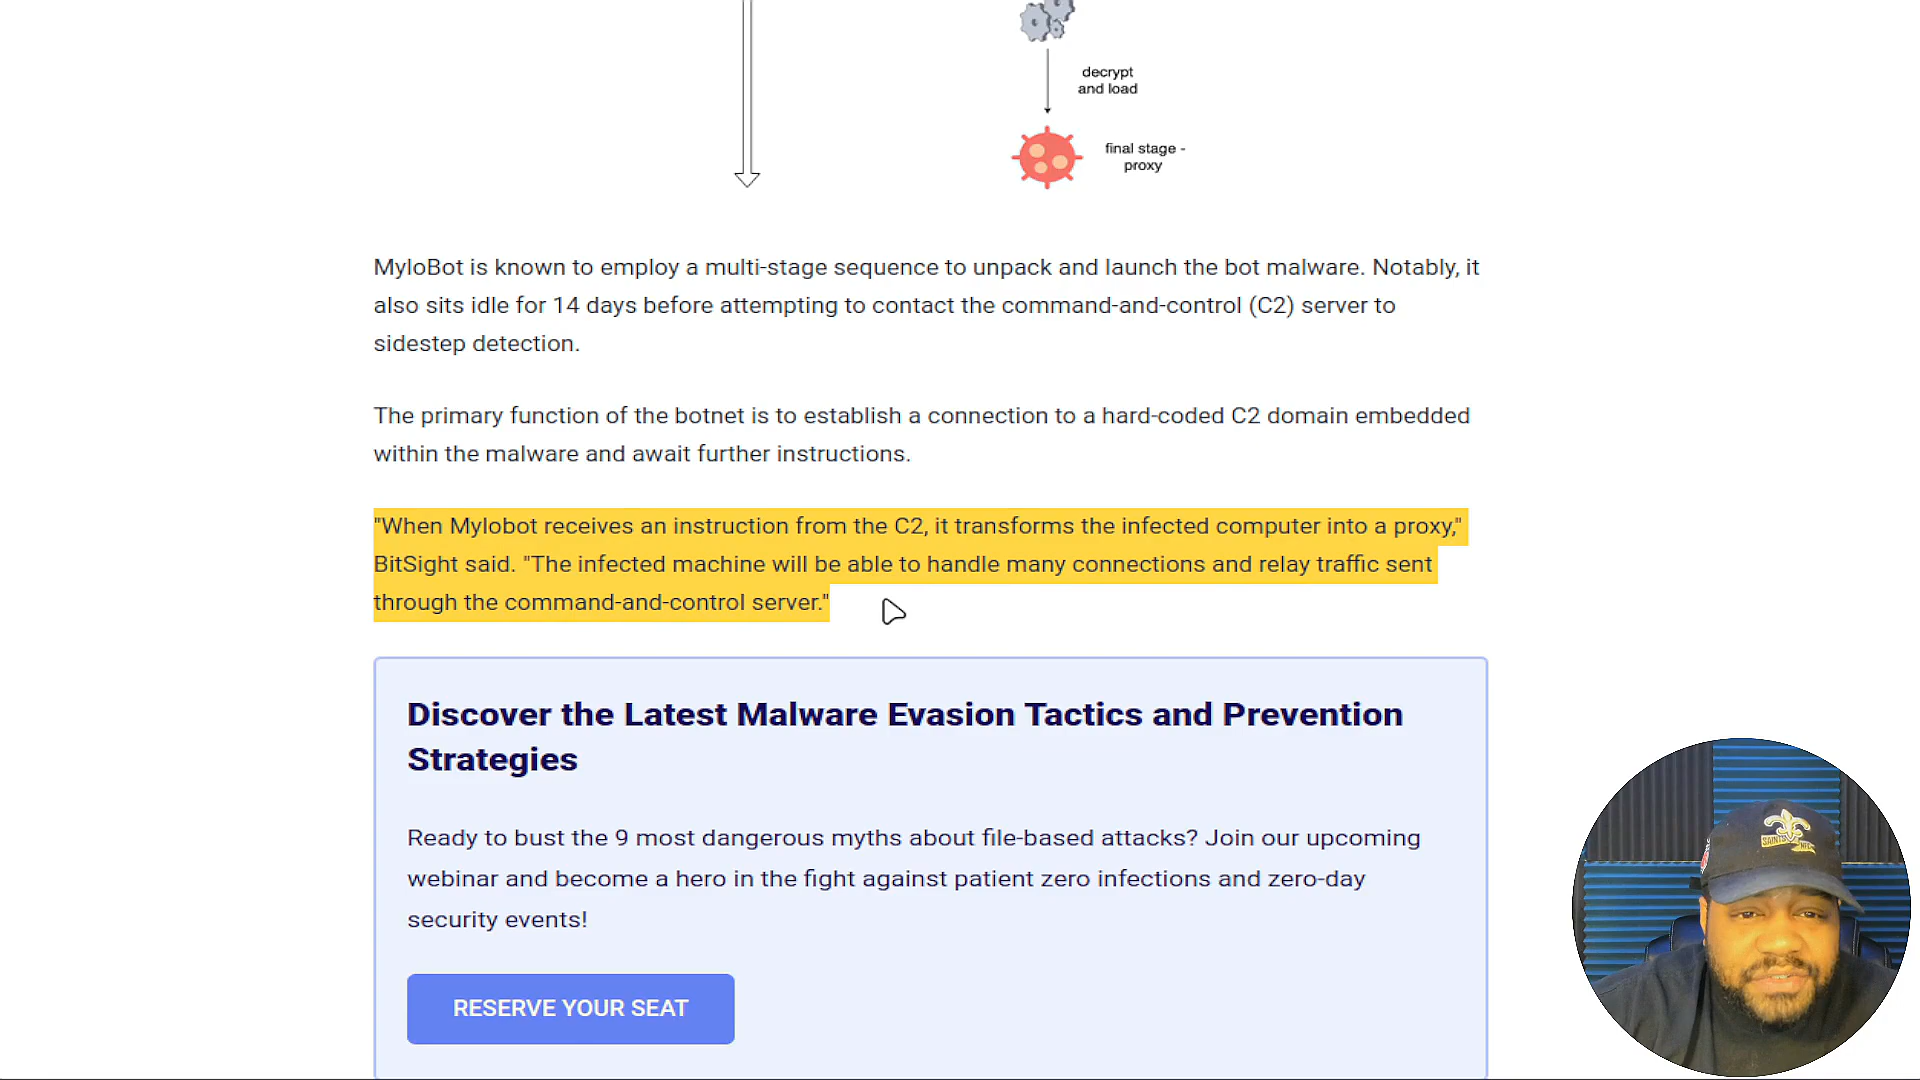 decrypt
and load
final stage -
proxy
MyloBot is known to employ a multi-stage sequence to unpack and launch the bot malware. Notably, it
also sits idle for 14 days before attempting to contact the command-and-control (C2) server to
sidestep detection.
The primary function of the botnet is to establish a connection to a hard-coded C2 domain embedded
within the malware and await further instructions.
"When Mylobot receives an instruction from the C2, it transforms the infected computer into a proxy,"
BitSight said. "The infected machine will be able to handle many connections and relay traffic sent
through the command-and-control server."
Discover the Latest Malware Evasion Tactics and Prevention
Strategies
Ready to bust the 9 most dangerous myths about file-based attacks? Join our upcoming
webinar and become a hero in the fight against patient zero infections and zero-day
security events!
RESERVE YOUR SEAT
SAINTS